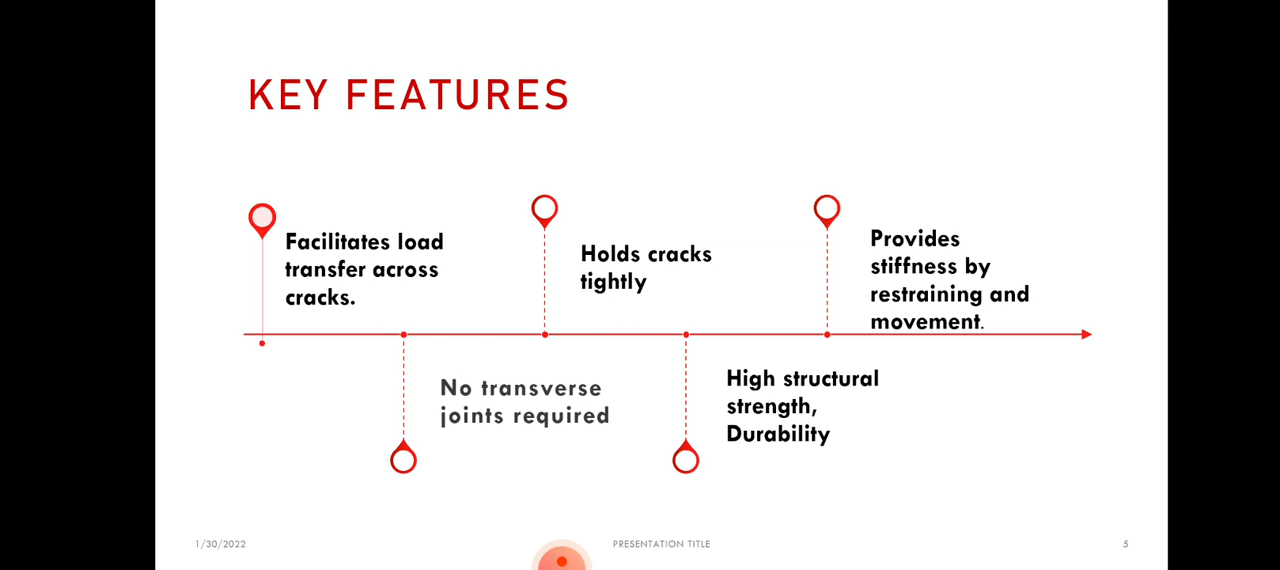 KEY FEATURES
Facilitates load
transfer across
cracks.
No transverse
joints required
Holds cracks
tightly
High structural
strength,
Durability
Provides
stiffness by
restraining and
movement.
1/30/2022
PRESENTATION TITLE
5